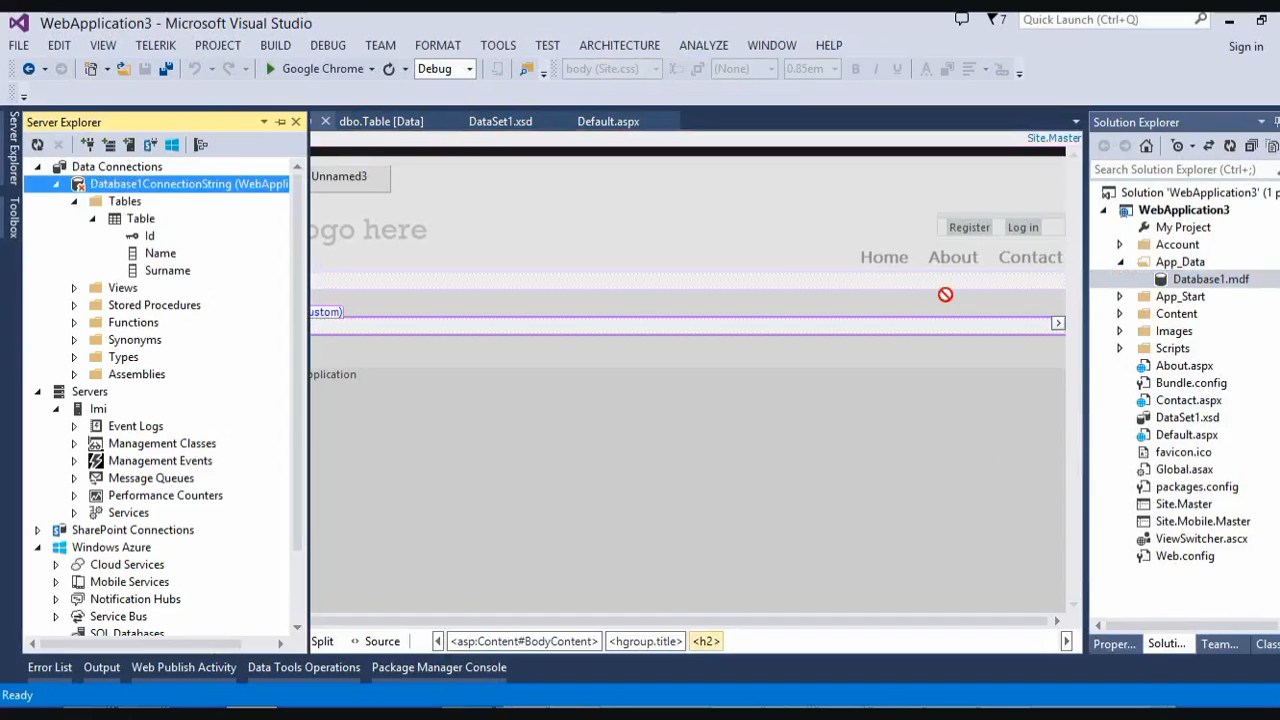 WebApplication3 - Microsoft Visual Studio
7
Quick Launch (Ctrl+Q)
FILE EDIT VIEW TELERIK PROJECT BUILD DEBUG TEAM FORMAT TOOLS TEST ARCHITECTURE ANALYZE WINDOW HELP
Sign in
Google Chrome Debug body (Site.css) (None) 0.85em B I U A
Server Explorer
Toolbox
Server Explorer
Data Connections
Database1ConnectionString (WebAppli
Tables
Table
Id
Name
Surname
Views
Stored Procedures
Functions
Synonyms
Types
Assemblies
Servers
Imi
Event Logs
Management Classes
Management Events
Message Queues
Performance Counters
Services
SharePoint Connections
Windows Azure
Cloud Services
Mobile Services
Notification Hubs
Service Bus
SQL Databases
dbo.Table [Data] DataSet1.xsd Default.aspx
Site.Master
Unnamed3
ogo here
Register Log in
Home About Contact
ustom)
pplication
Split Source <asp:Content#BodyContent> <hgroup.title> <h2>
Solution Explorer
Search Solution Explorer (Ctrl+;)
Solution 'WebApplication3' (1 p
WebApplication3
My Project
Account
App_Data
Database1.mdf
App_Start
Content
Images
Scripts
About.aspx
Bundle.config
Contact.aspx
DataSet1.xsd
Default.aspx
favicon.ico
Global.asax
packages.config
Site.Master
Site.Mobile.Master
ViewSwitcher.ascx
Web.config
Proper... Soluti... Team... Clas
Error List Output Web Publish Activity Data Tools Operations Package Manager Console
Ready